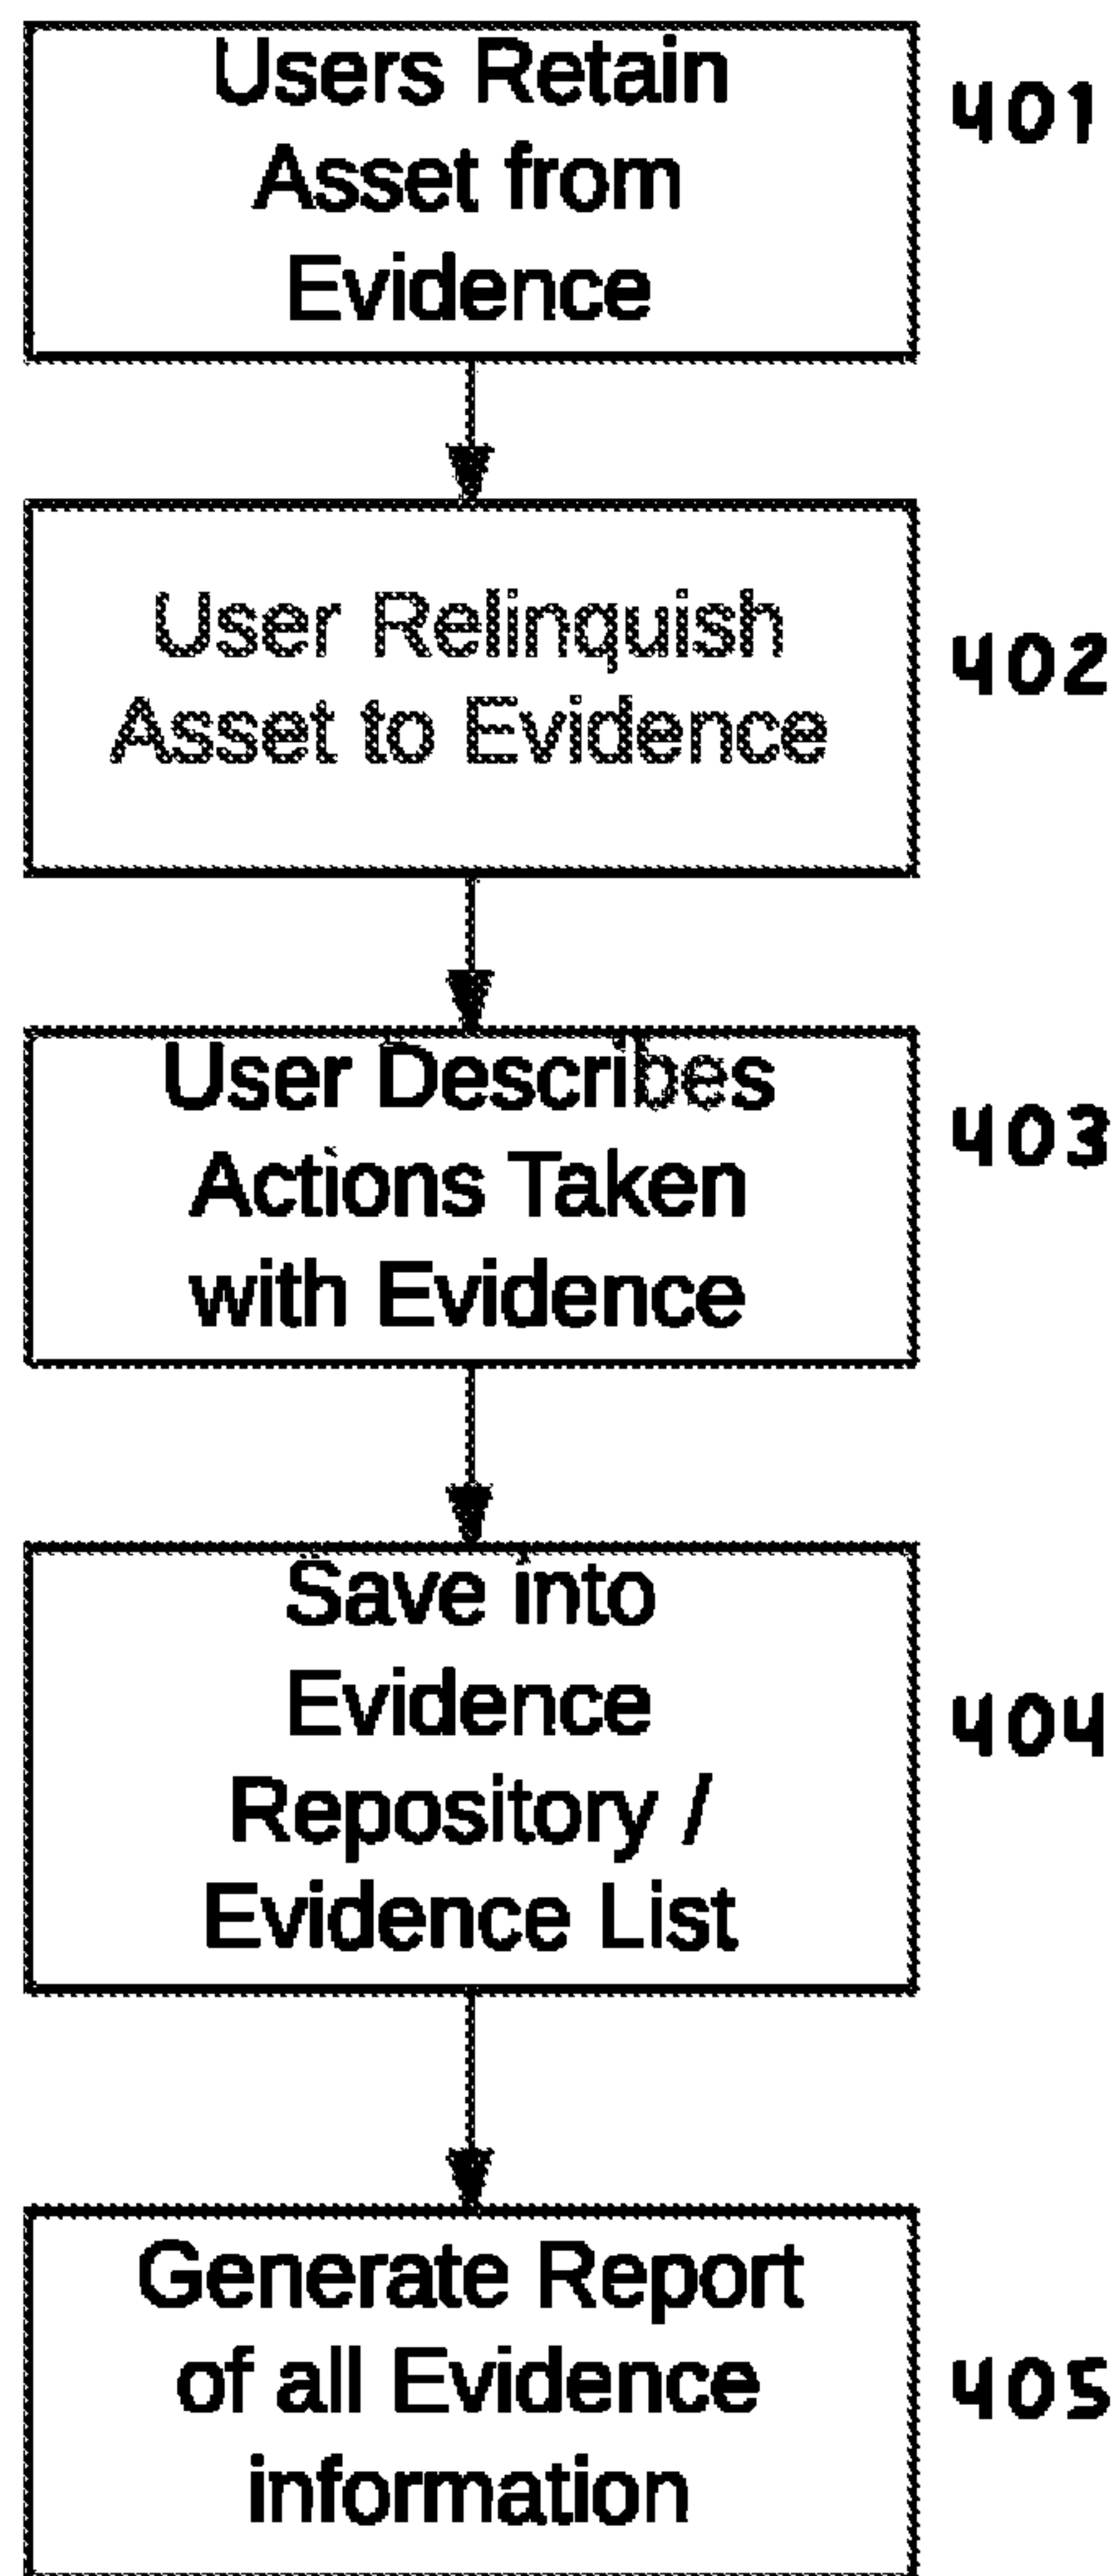 Users Retain
Asset from
Evidence
401
User Relinquish
Asset to Evidence
402
User Describes
Actions Taken
with Evidence
403
Save into
Evidence
Repository /
Evidence List
404
Generate Report
of all Evidence
information
405